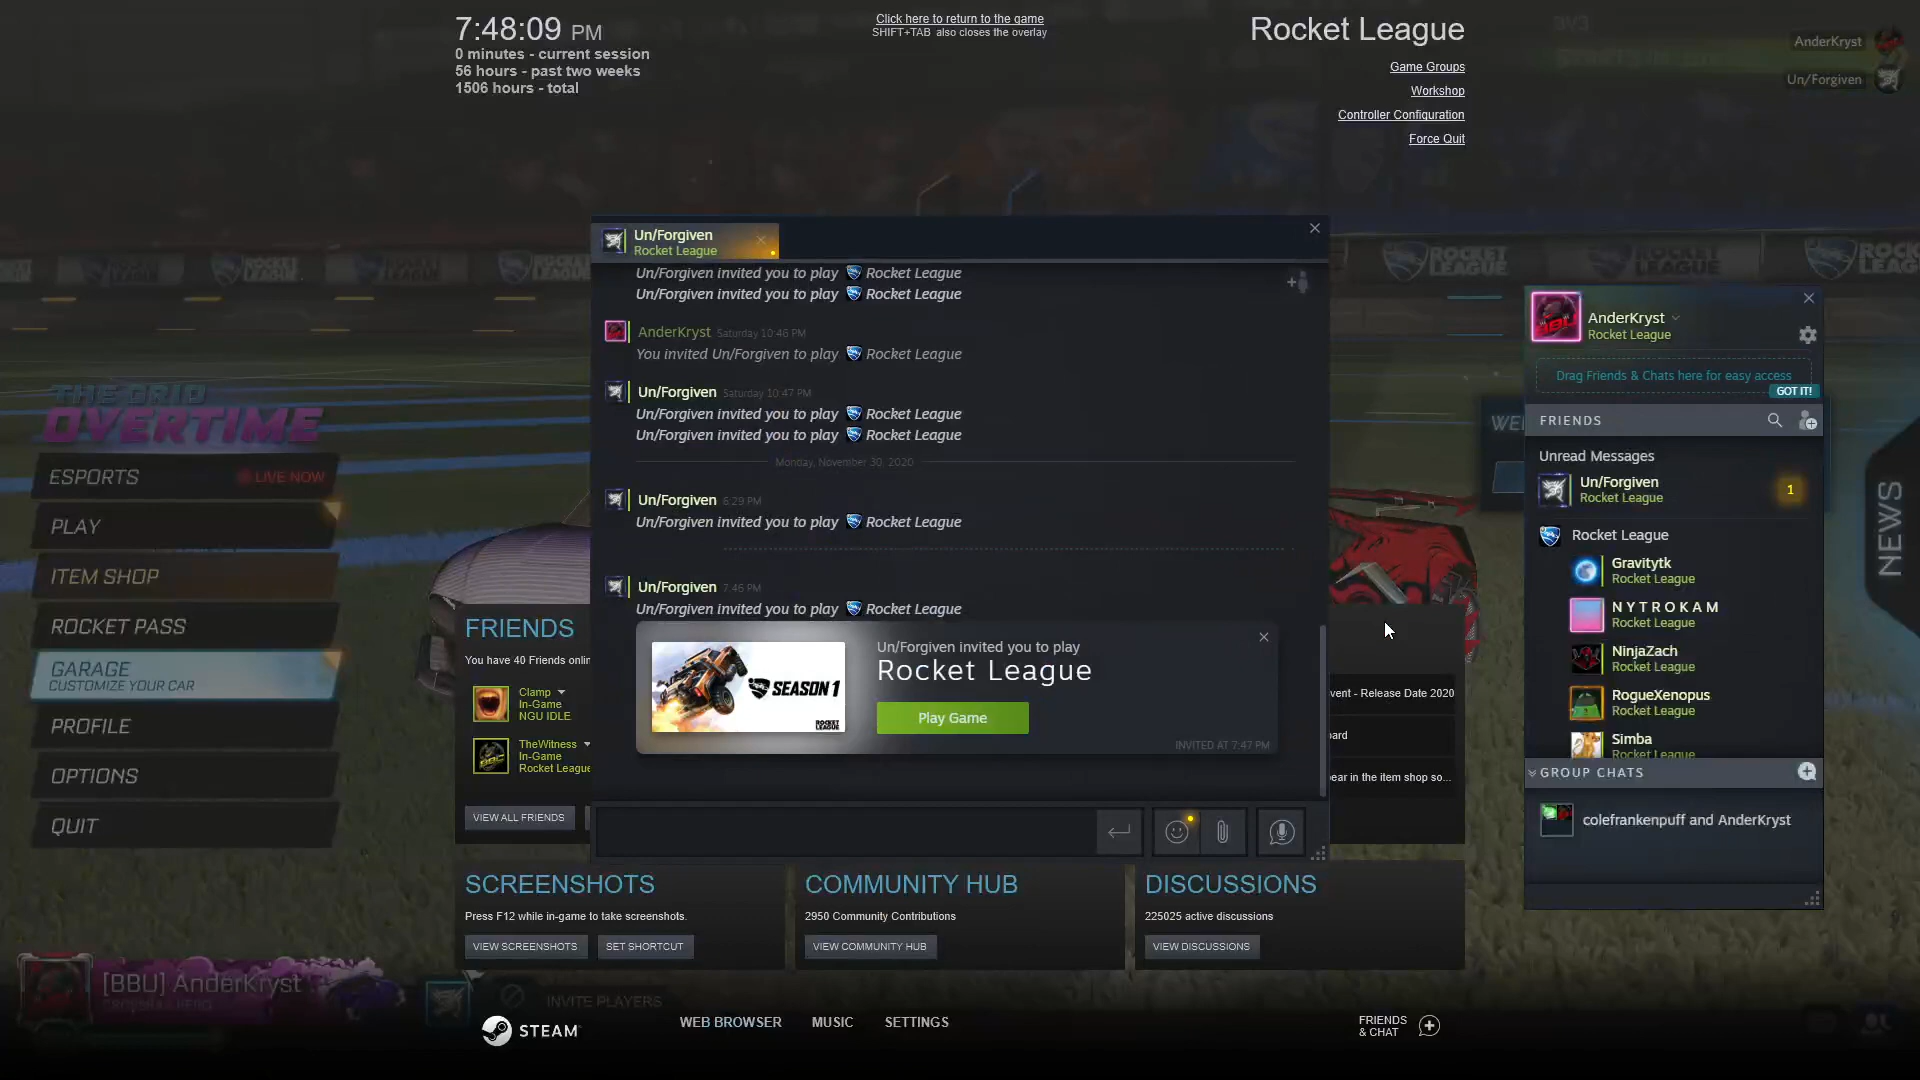 7:48:09 PM
0 minutes - current session
56 hours - past two weeks
1506 hours - total
Click here to return to the game
SHIFT+TAB also closes the overlay
Rocket League
Game Groups
Workshop
Controller Configuration
Force Quit
3V3
AnderKryst
Un/Forgiven
Un/Forgiven
Rocket League
Un/Forgiven invited you to play Rocket League
Un/Forgiven invited you to play Rocket League
AnderKryst Saturday 10:46 PM
You invited Un/Forgiven to play Rocket League
Un/Forgiven Saturday 10:47 PM
Un/Forgiven invited you to play Rocket League
Un/Forgiven invited you to play Rocket League
Monday, November 30, 2020
Un/Forgiven 6:29 PM
Un/Forgiven invited you to play Rocket League
Un/Forgiven 7:46 PM
Un/Forgiven invited you to play Rocket League
SEASON 1
ROCKET LEAGUE
Un/Forgiven invited you to play
Rocket League
Play Game
INVITED AT 7:47 PM
THE GRID
OVERTIME
ESPORTS LIVE NOW
PLAY
ITEM SHOP
ROCKET PASS
GARAGE
CUSTOMIZE YOUR CAR
PROFILE
OPTIONS
QUIT
FRIENDS
You have 40 Friends onlin
Clamp
In-Game
NGU IDLE
TheWitness
In-Game
Rocket League
VIEW ALL FRIENDS
vent - Release Date 2020
oard
pear in the item shop so...
SCREENSHOTS
Press F12 while in-game to take screenshots.
VIEW SCREENSHOTS SET SHORTCUT
COMMUNITY HUB
2950 Community Contributions
VIEW COMMUNITY HUB
DISCUSSIONS
225025 active discussions
VIEW DISCUSSIONS
AnderKryst
Rocket League
Drag Friends & Chats here for easy access
GOT IT!
FRIENDS
Unread Messages
Un/Forgiven
Rocket League
1
Rocket League
Gravitytk
Rocket League
N Y T R O K A M
Rocket League
NinjaZach
Rocket League
RogueXenopus
Rocket League
Simba
Rocket League
GROUP CHATS
colefrankenpuff and AnderKryst
NEWS
[BBU] AnderKryst
INVITE PLAYERS
STEAM
WEB BROWSER MUSIC SETTINGS
FRIENDS
& CHAT